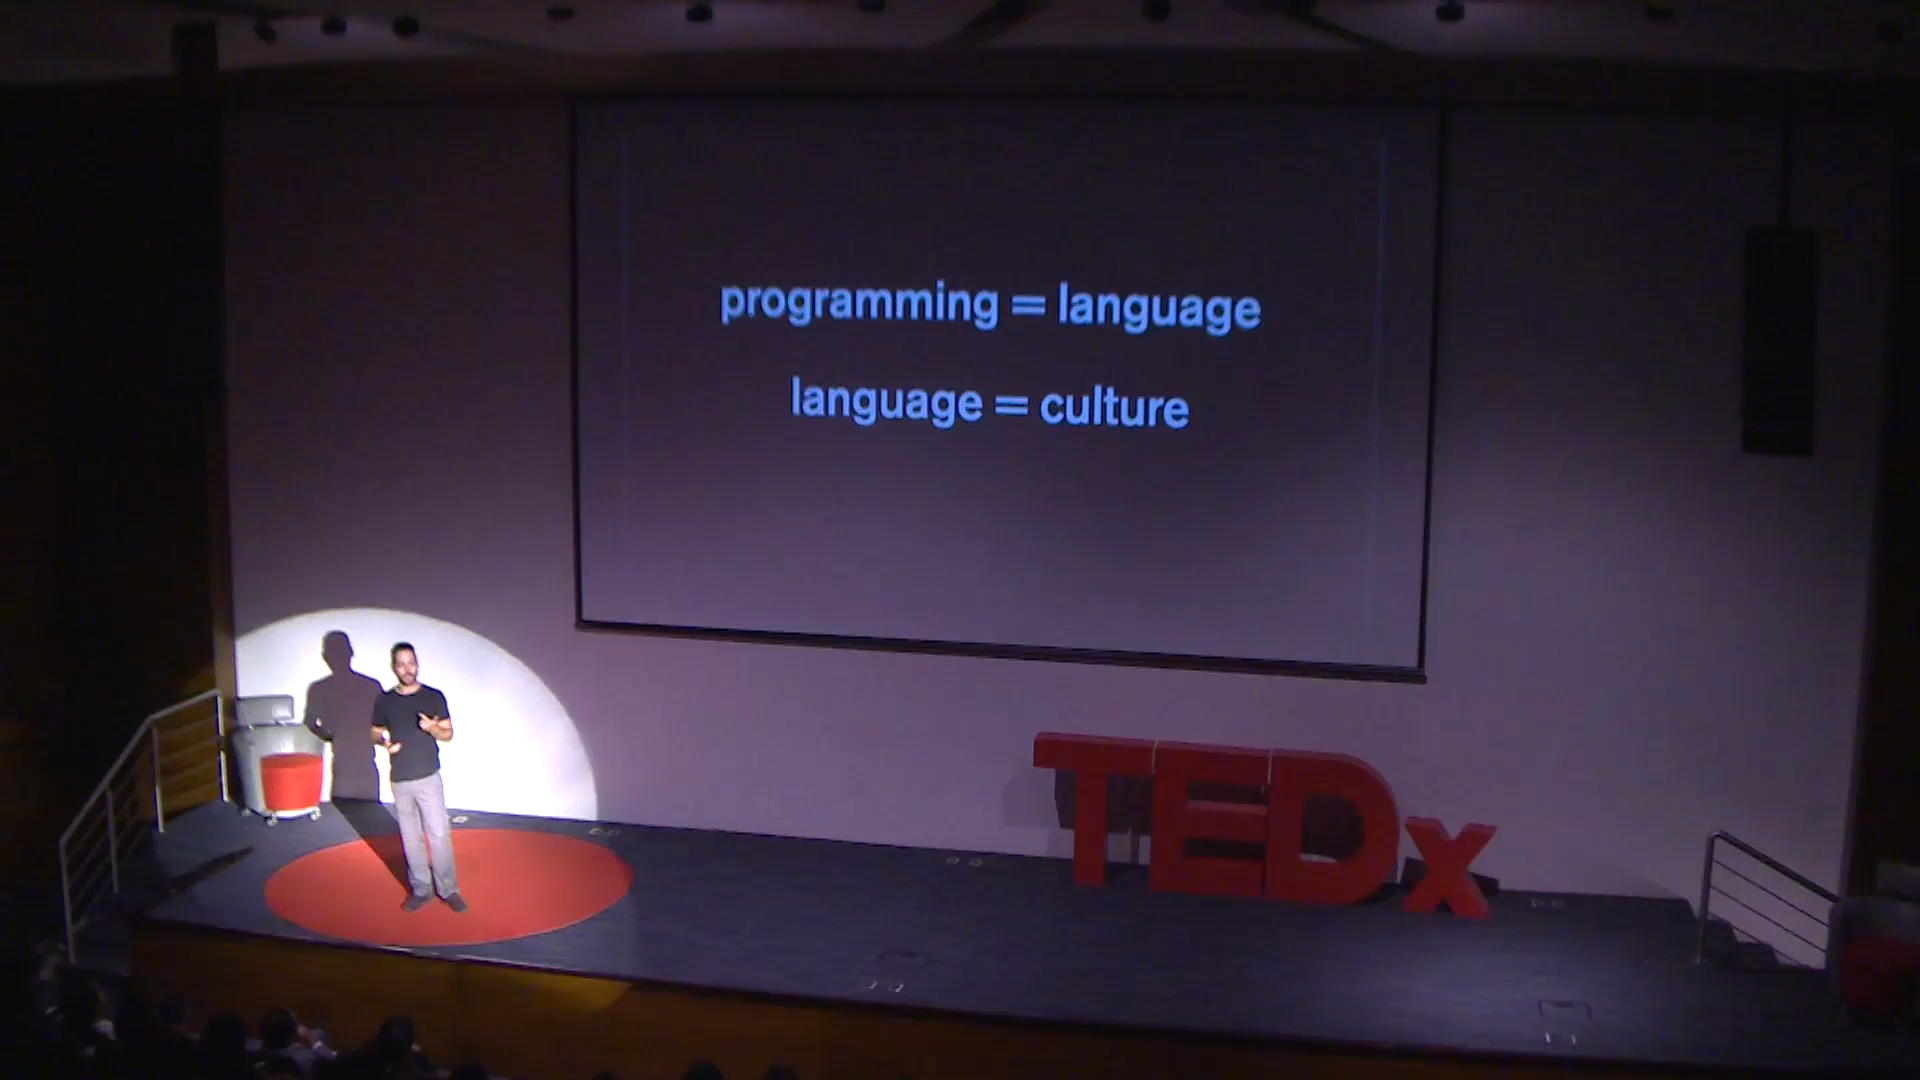 programming = language
language = culture
TEDx